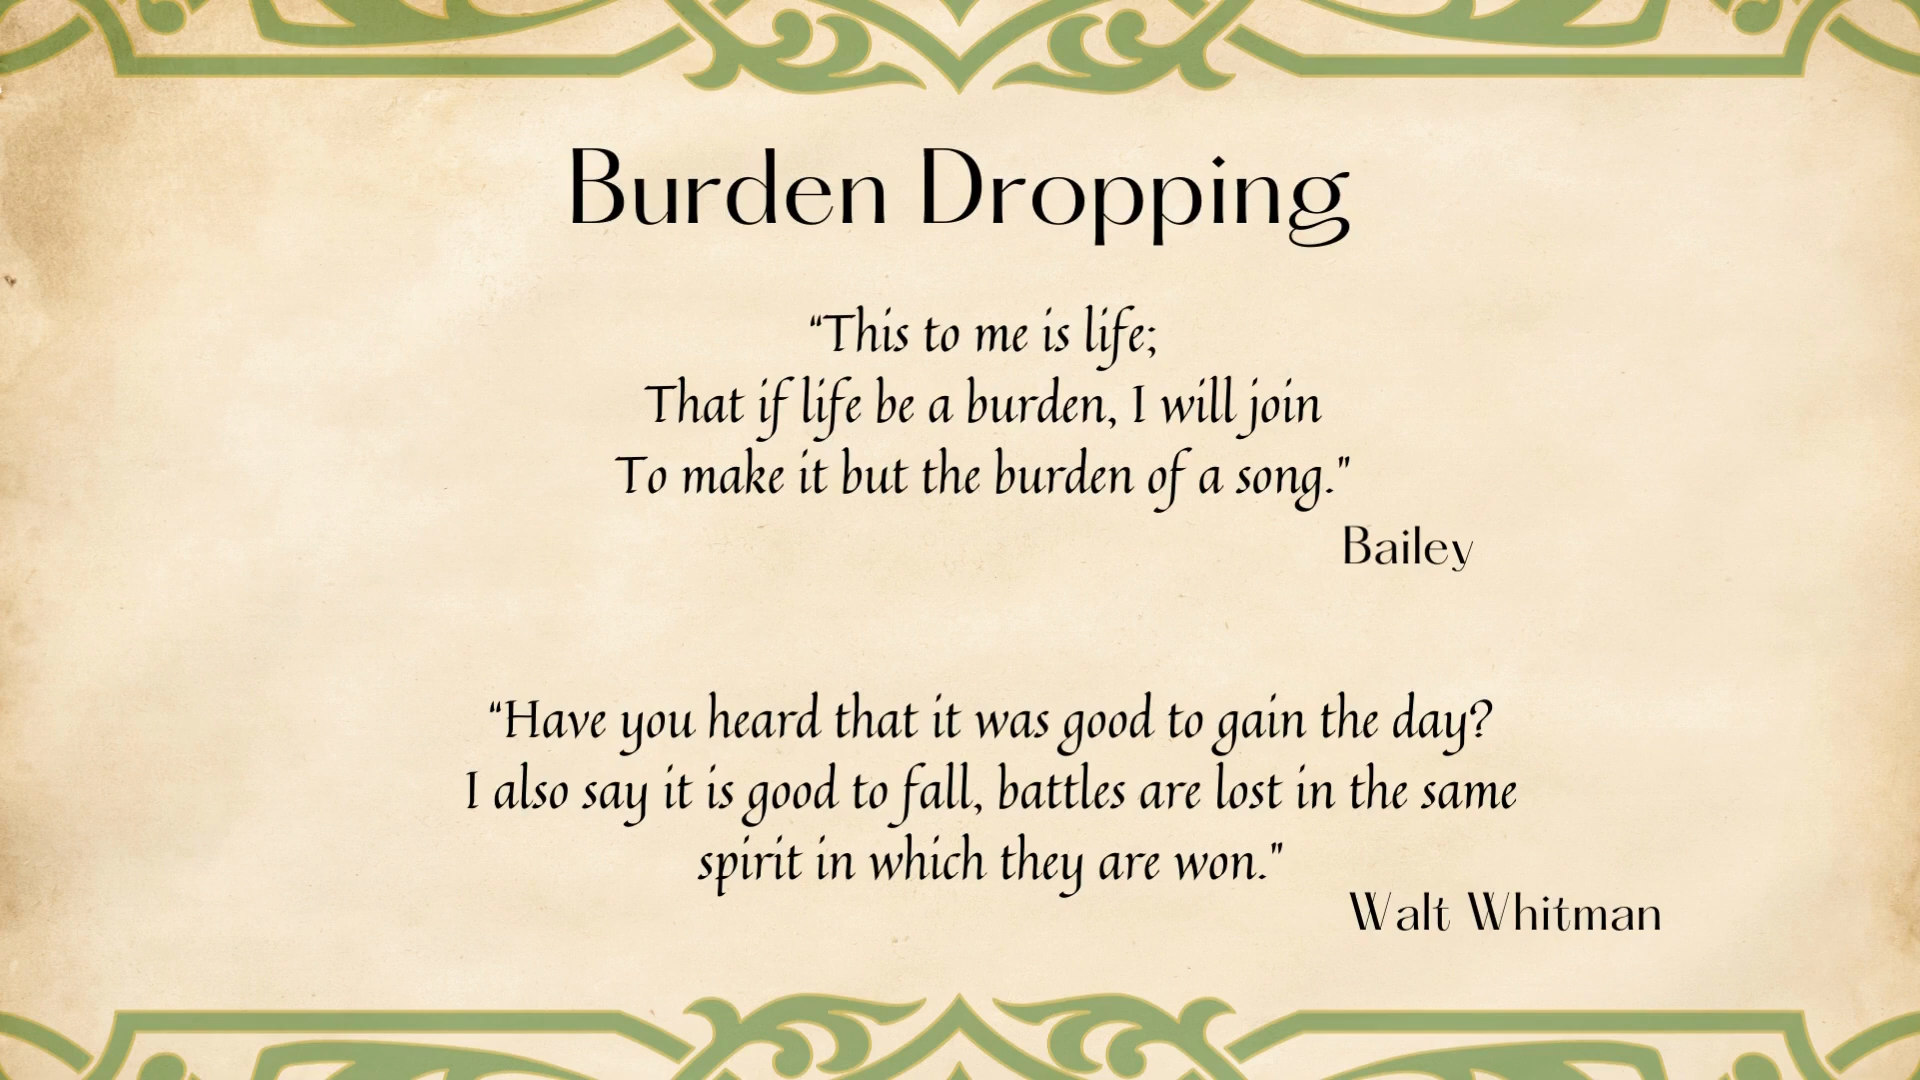 Burden Dropping
“This to me is life;
That if life be a burden, I will join
To make it but the burden of a song.”
Bailey
“Have you heard that it was good to gain the day?
I also say it is good to fall, battles are lost in the same
spirit in which they are won.”
Walt Whitman